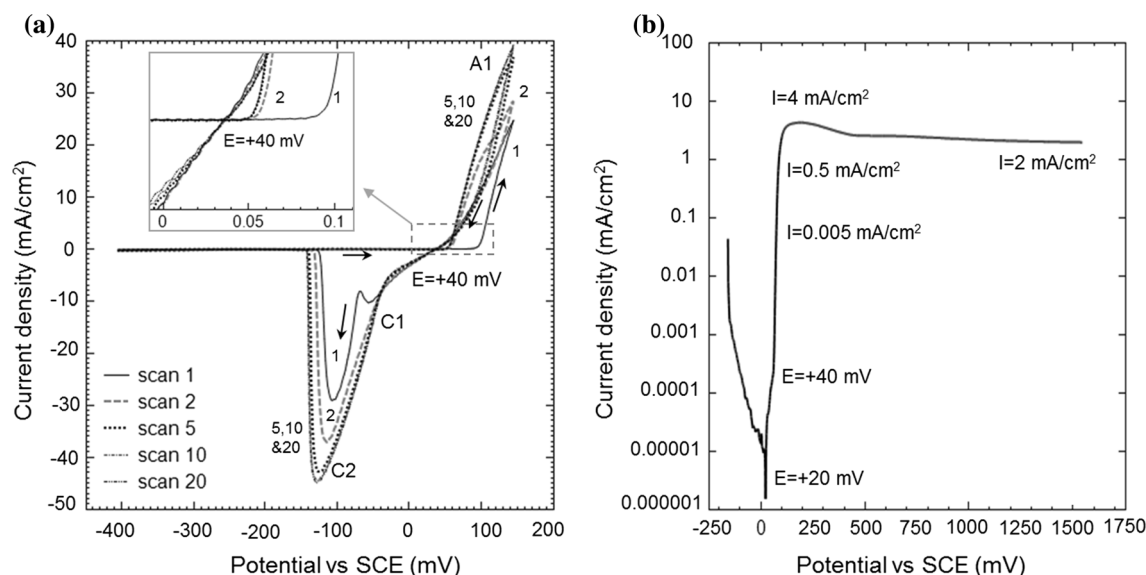 (a)
40
30
20
10
0
-10
-20
-30
-40
-50
Current density (mA/cm²)
-400
-300
-200
-100
0
100
200
Potential vs SCE (mV)
2
1
E=+40 mV
0
0.05
0.1
A1
5,10
&20
2
1
E=+40 mV
C1
1
2
5,10
&20
C2
scan 1
scan 2
scan 5
scan 10
scan 20
(b)
100
10
1
0.1
0.01
0.001
0.0001
0.00001
0.000001
Current density (mA/cm²)
-250
0
250
500
750
1000
1250
1500
1750
Potential vs SCE (mV)
I=4 mA/cm²
I=0.5 mA/cm²
I=2 mA/cm²
I=0.005 mA/cm²
E=+40 mV
E=+20 mV